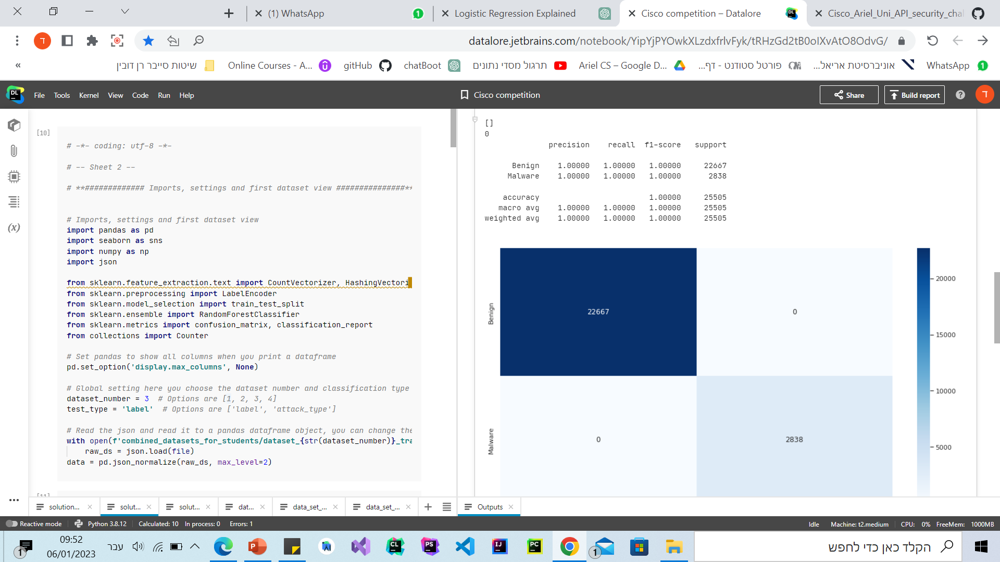 (1) WhatsApp
Logistic Regression Explained
Cisco competition – Datalore
Cisco_Ariel_Uni_API_security_chal
datalore.jetbrains.com/notebook/YipYjPYOwkXLzdxfrlvFyk/tRHzGd2tB0oIXvAtO8OdvG/
«
שיטות סייבר רן דובין
Online Courses - A...
gitHub
chatBoot
תרגול מסדי נתונים
Ariel CS – Google D...
פורטל סטודנט - דף...
אוניברסיטת אריאל...
WhatsApp
File Tools Kernel View Code Run Help
Cisco competition
Share
Build report
[10]
# -*- coding: utf-8 -*-
# -- Sheet 2 --
# **############# Imports, settings and first dataset view ###############**
# Imports, settings and first dataset view
import pandas as pd
import seaborn as sns
import numpy as np
import json
from sklearn.feature_extraction.text import CountVectorizer, HashingVectori
from sklearn.preprocessing import LabelEncoder
from sklearn.model_selection import train_test_split
from sklearn.ensemble import RandomForestClassifier
from sklearn.metrics import confusion_matrix, classification_report
from collections import Counter
# Set pandas to show all columns when you print a dataframe
pd.set_option('display.max_columns', None)
# Global setting here you choose the dataset number and classification type
dataset_number = 3 # Options are [1, 2, 3, 4]
test_type = 'label' # Options are ['label', 'attack_type']
# Read the json and read it to a pandas dataframe object, you can change the
with open(f'combined_datasets_for_students/dataset_{str(dataset_number)}_tra
raw_ds = json.load(file)
data = pd.json_normalize(raw_ds, max_level=2)
[]
0
precision recall f1-score support
Benign 1.00000 1.00000 1.00000 22667
Malware 1.00000 1.00000 1.00000 2838
accuracy 1.00000 25505
macro avg 1.00000 1.00000 1.00000 25505
weighted avg 1.00000 1.00000 1.00000 25505
Benign
22667
0
Malware
0
2838
20000
15000
10000
5000
solution...
solut...
solut...
dat...
data_set_...
data_set_...
Outputs
Reactive mode
Python 3.8.12
Calculated: 10 In process: 0 Errors: 1
Idle Machine: t2.medium CPU: 0% FreeMem: 1000MB
09:52
06/01/2023
עבר
הקלד כאן כדי לחפש